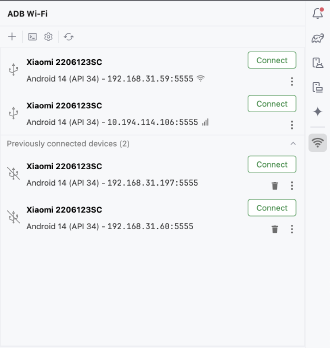 ADB Wi-Fi
Xiaomi 2206123SC
Connect
Android 14 (API 34) - 192.168.31.59:5555
Xiaomi 2206123SC
Connect
Android 14 (API 34) - 10.194.114.106:5555
Previously connected devices (2)
Xiaomi 2206123SC
Connect
Android 14 (API 34) - 192.168.31.197:5555
Xiaomi 2206123SC
Connect
Android 14 (API 34) - 192.168.31.60:5555